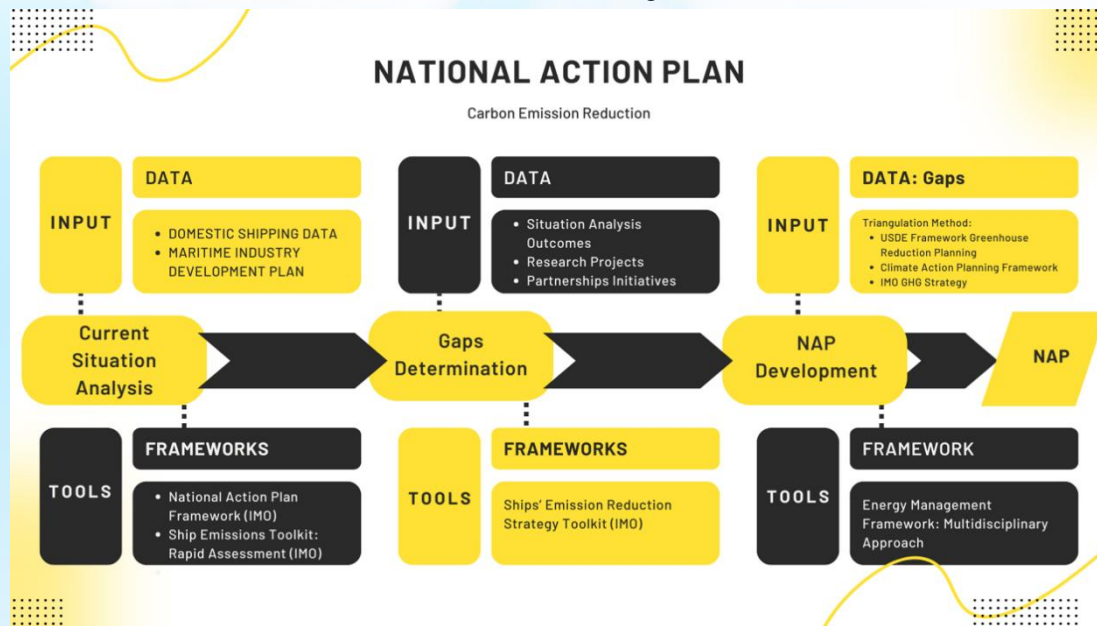 NATIONAL ACTION PLAN
Carbon Emission Reduction
INPUT
DATA
• DOMESTIC SHIPPING DATA
• MARITIME INDUSTRY
DEVELOPMENT PLAN
INPUT
DATA
• Situation Analysis
Outcomes
• Research Projects
• Partnerships Initiatives
INPUT
DATA: Gaps
Triangulation Method:
• USDE Framework Greenhouse
Reduction Planning
• Climate Action Planning Framework
• IMO GHG Strategy
Current
Situation
Analysis
Gaps
Determination
NAP
Development
NAP
TOOLS
FRAMEWORKS
• National Action Plan
Framework (IMO)
• Ship Emissions Toolkit:
Rapid Assessment (IMO)
TOOLS
FRAMEWORKS
Ships' Emission Reduction
Strategy Toolkit (IMO)
TOOLS
FRAMEWORK
Energy Management
Framework: Multidisciplinary
Approach